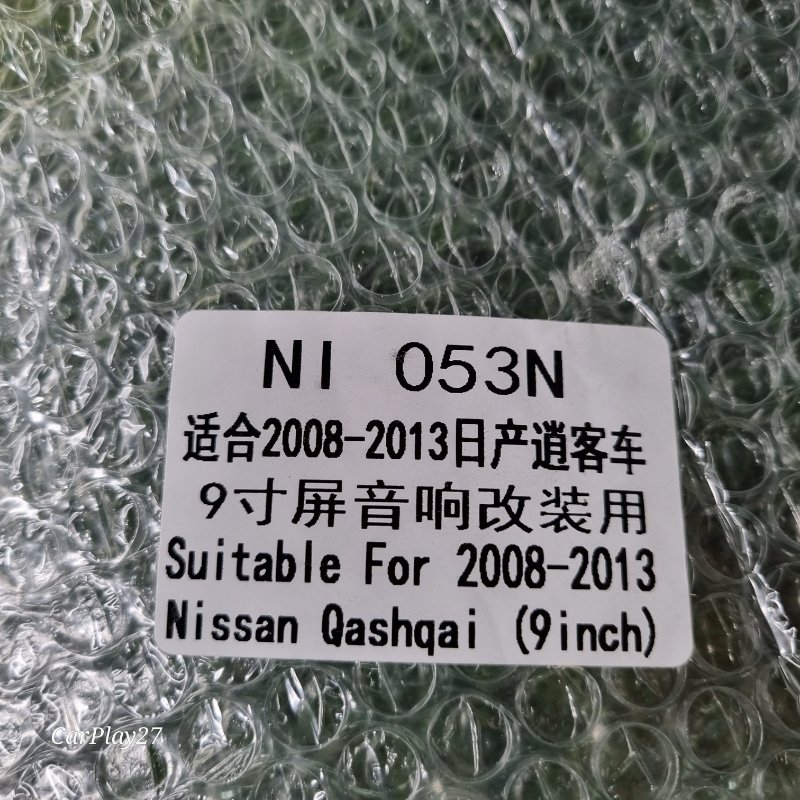 NI 053N
适合2008-2013日产逍客车
9寸屏音响改装用
Suitable For 2008-2013
Nissan Qashqai (9inch)
CarPlay27